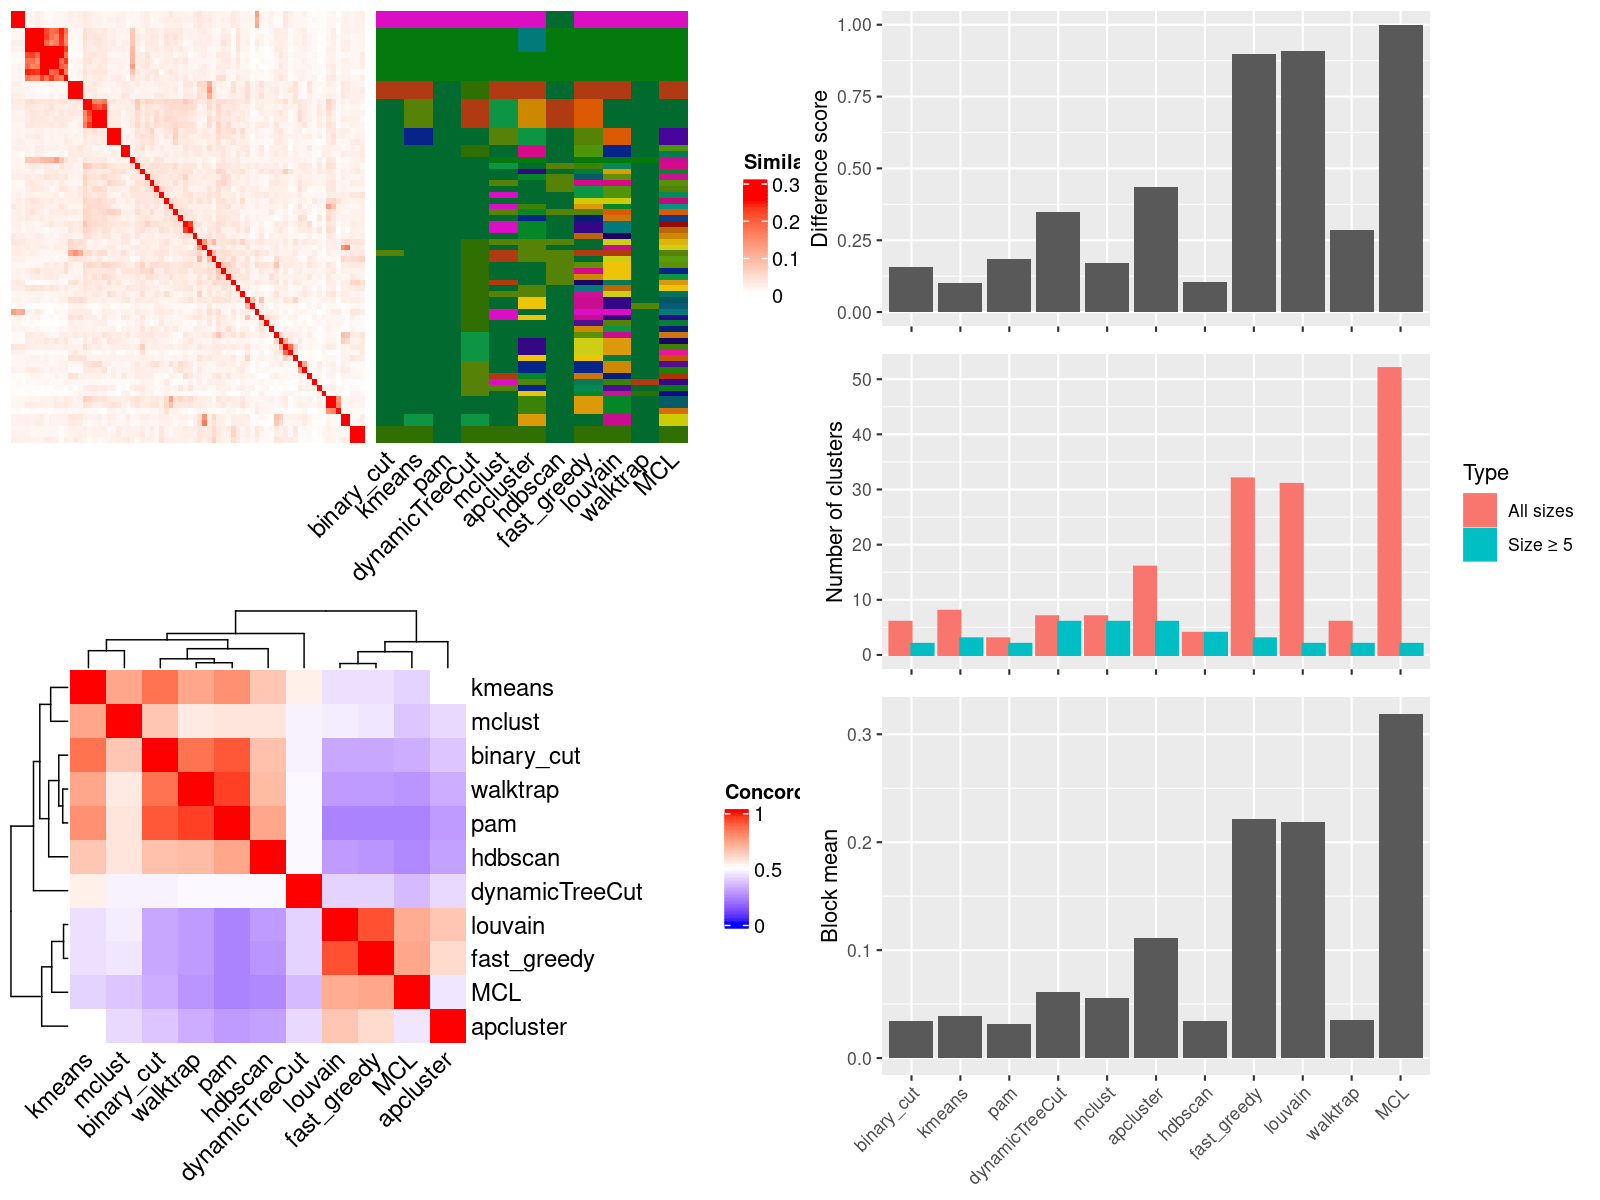 Simila
0.3
0.2
0.1
0
binary_cut
kmeans
pam
dynamicTreeCut
mclust
apcluster
hdbscan
fast_greedy
louvain
walktrap
MCL
kmeans
mclust
binary_cut
walktrap
pam
hdbscan
dynamicTreeCut
louvain
fast_greedy
MCL
apcluster
kmeans
mclust
binary_cut
walktrap
pam
hdbscan
dynamicTreeCut
louvain
fast_greedy
MCL
apcluster
Concord
1
0.5
0
Difference score
1.00
0.75
0.50
0.25
0.00
Number of clusters
50
40
30
20
10
0
Type
All sizes
Size ≥ 5
Block mean
0.3
0.2
0.1
0.0
binary_cut
kmeans
pam
dynamicTreeCut
mclust
apcluster
hdbscan
fast_greedy
louvain
walktrap
MCL